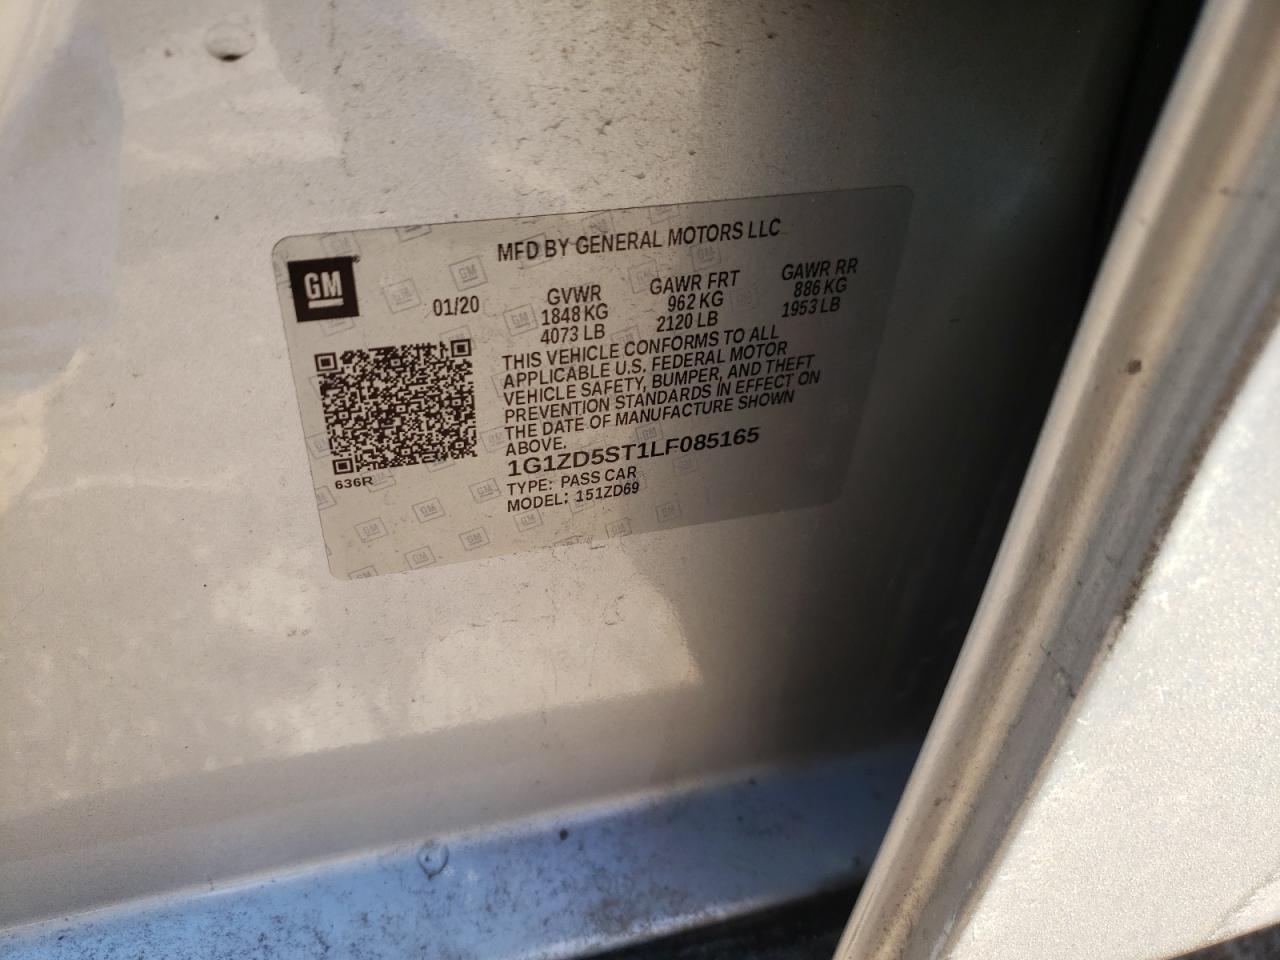 MFD BY GENERAL MOTORS LLC
GM
01/20
GVWR GAWR FRT GAWR RR
1848 KG 962 KG 886 KG
4073 LB 2120 LB 1953 LB
THIS VEHICLE CONFORMS TO ALL
APPLICABLE U.S. FEDERAL MOTOR
VEHICLE SAFETY, BUMPER, AND THEFT
PREVENTION STANDARDS IN EFFECT ON
THE DATE OF MANUFACTURE SHOWN
ABOVE.
1G1ZD5ST1LF085165
TYPE: PASS CAR
MODEL: 151ZD69
636R